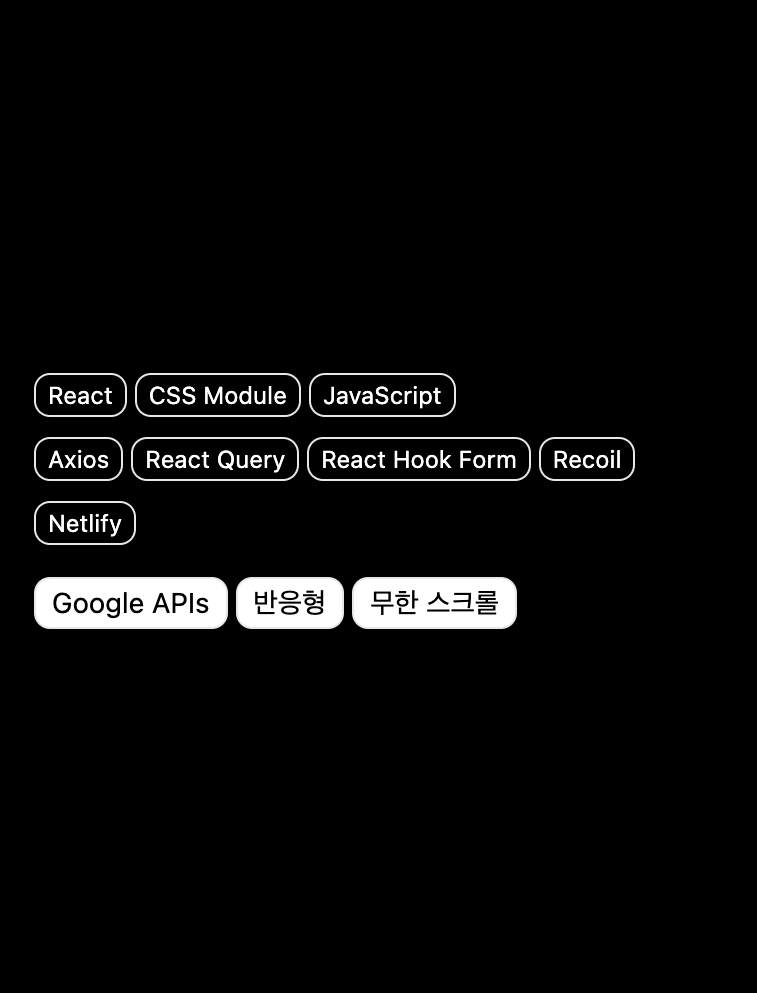 React CSS Module JavaScript
Axios React Query React Hook Form Recoil
Netlify
Google APIs 반응형 무한 스크롤